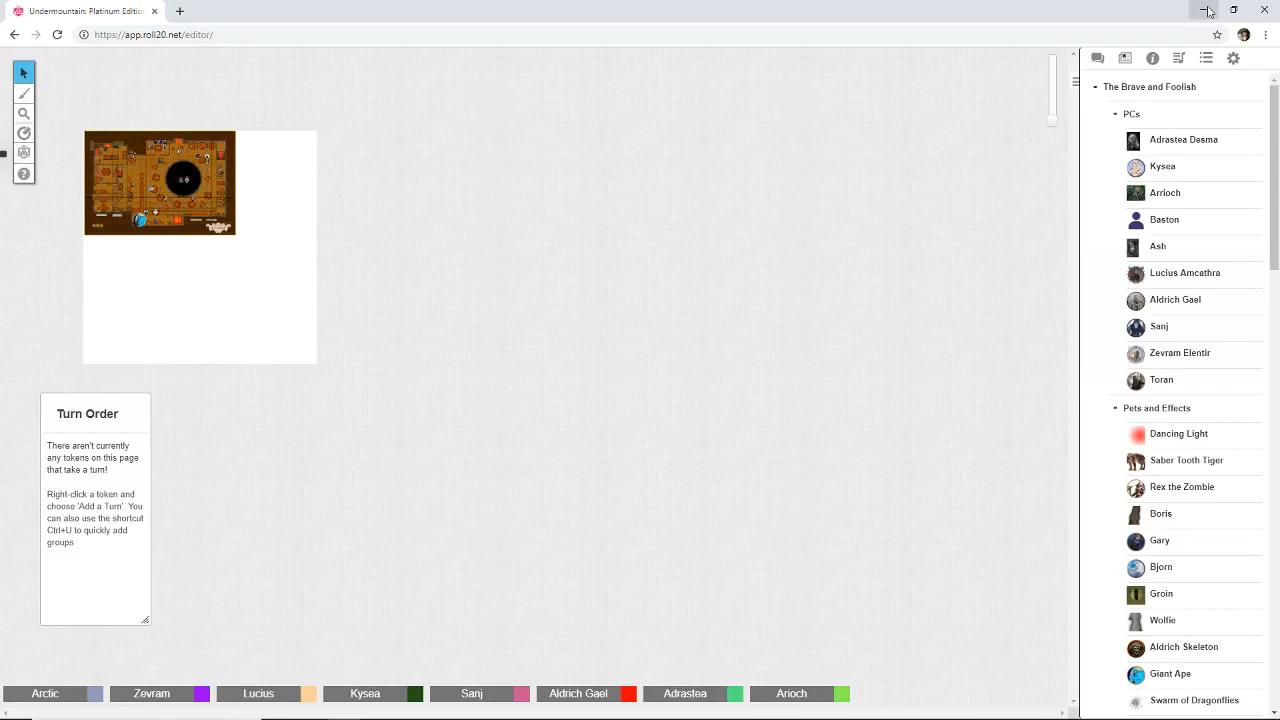 Undermountain: Platinum Edition
https://app.roll20.net/editor/
The Brave and Foolish
PCs
Adrastea Desma
Kysea
Arrioch
Baston
Ash
Lucius Amcathra
Aldrich Gael
Sanj
Zevram Elentir
Toran
Pets and Effects
Dancing Light
Saber Tooth Tiger
Rex the Zombie
Boris
Gary
Bjorn
Groin
Wolfie
Aldrich Skeleton
Giant Ape
Swarm of Dragonflies
Turn Order
There aren't currently
any tokens on this page
that take a turn!
Right-click a token and
choose 'Add a Turn'. You
can also use the shortcut
Ctrl+U to quickly add
groups.
Arctic
Zevram
Lucius
Kysea
Sanj
Aldrich Gael
Adrastea
Arioch